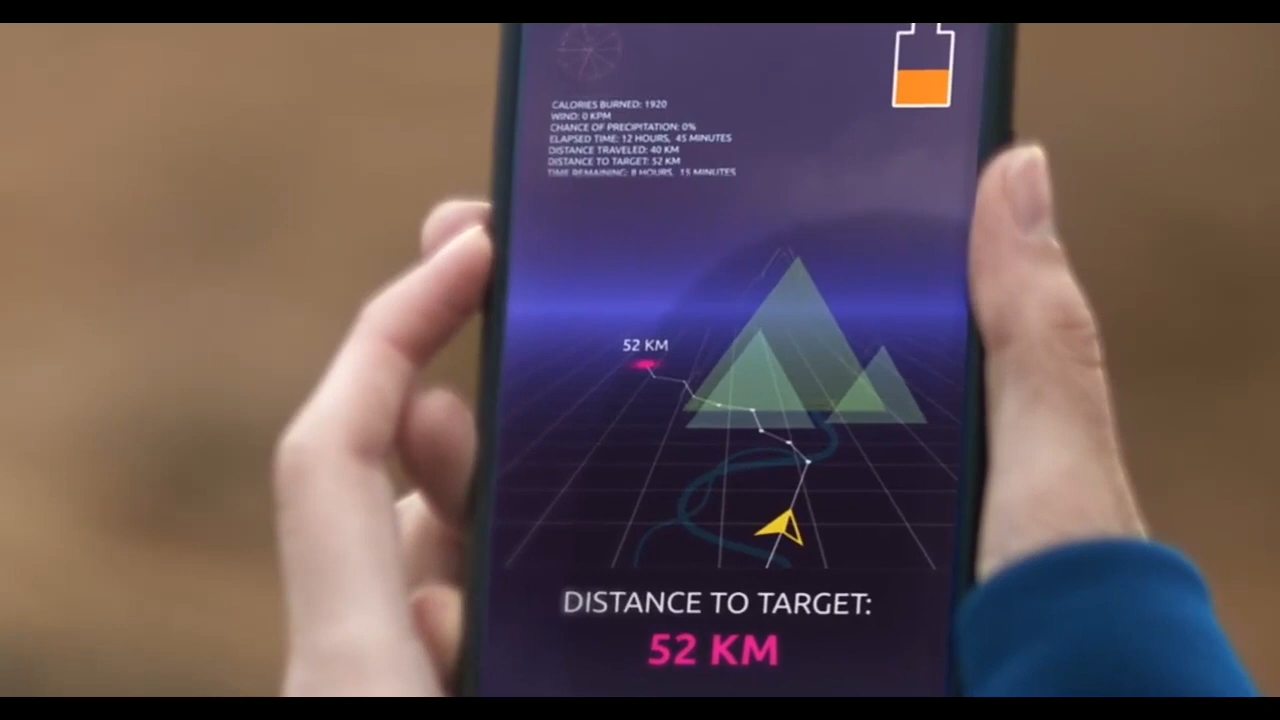 CALORIES BURNED: 1920
WIND: 0 KPM
CHANCE OF PRECIPITATION: 0%
ELAPSED TIME: 12 HOURS, 45 MINUTES
DISTANCE TRAVELED: 40 KM
DISTANCE TO TARGET: 52 KM
TIME REMAINING: 8 HOURS, 15 MINUTES
52 KM
DISTANCE TO TARGET:
52 KM